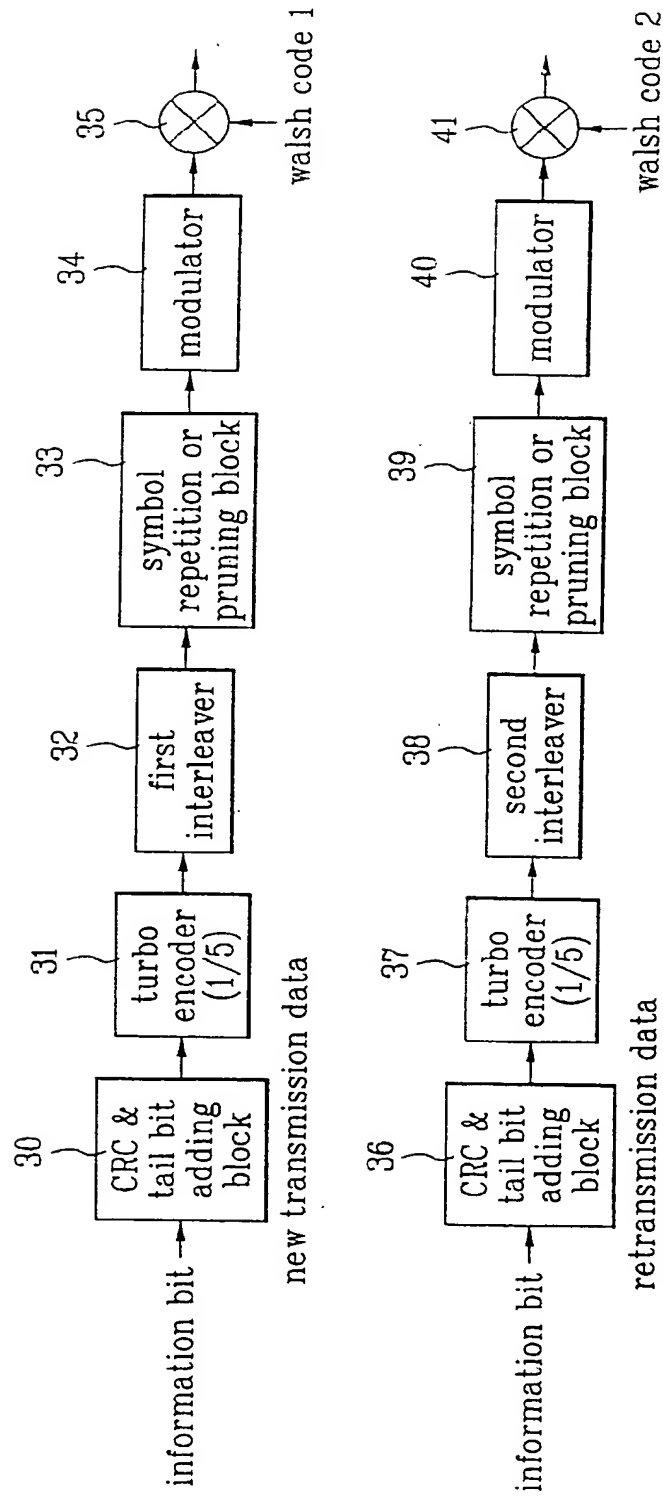 30
CRC &
tail bit
adding
block
31
turbo
encoder
(1/5)
32
first
interleaver
33
symbol
repetition or
pruning block
34
modulator
35
information bit
new transmission data
walsh code 1
36
CRC &
tail bit
adding
block
37
turbo
encoder
(1/5)
38
second
interleaver
39
symbol
repetition or
pruning block
40
modulator
41
information bit
retransmission data
walsh code 2